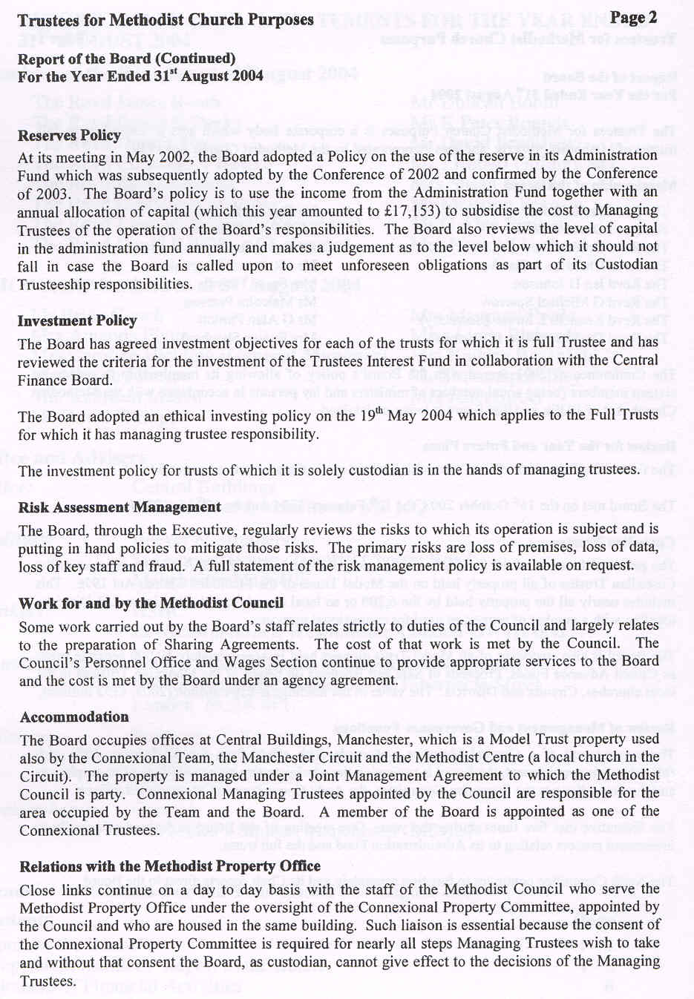 Trustees for Methodist Church Purposes Page 2
Report of the Board (Continued)
For the Year Ended 31st August 2004
Reserves Policy
At its meeting in May 2002, the Board adopted a Policy on the use of the reserve in its Administration
Fund which was subsequently adopted by the Conference of 2002 and confirmed by the Conference
of 2003. The Board's policy is to use the income from the Administration Fund together with an
annual allocation of capital (which this year amounted to £17,153) to subsidise the cost to Managing
Trustees of the operation of the Board's responsibilities. The Board also reviews the level of capital
in the administration fund annually and makes a judgement as to the level below which it should not
fall in case the Board is called upon to meet unforeseen obligations as part of its Custodian
Trusteeship responsibilities.
Investment Policy
The Board has agreed investment objectives for each of the trusts for which it is full Trustee and has
reviewed the criteria for the investment of the Trustees Interest Fund in collaboration with the Central
Finance Board.
The Board adopted an ethical investing policy on the 19th May 2004 which applies to the Full Trusts
for which it has managing trustee responsibility.
The investment policy for trusts of which it is solely custodian is in the hands of managing trustees.
Risk Assessment Management
The Board, through the Executive, regularly reviews the risks to which its operation is subject and is
putting in hand policies to mitigate those risks. The primary risks are loss of premises, loss of data,
loss of key staff and fraud. A full statement of the risk management policy is available on request.
Work for and by the Methodist Council
Some work carried out by the Board's staff relates strictly to duties of the Council and largely relates
to the preparation of Sharing Agreements. The cost of that work is met by the Council. The
Council's Personnel Office and Wages Section continue to provide appropriate services to the Board
and the cost is met by the Board under an agency agreement.
Accommodation
The Board occupies offices at Central Buildings, Manchester, which is a Model Trust property used
also by the Connexional Team, the Manchester Circuit and the Methodist Centre (a local church in the
Circuit). The property is managed under a Joint Management Agreement to which the Methodist
Council is party. Connexional Managing Trustees appointed by the Council are responsible for the
area occupied by the Team and the Board. A member of the Board is appointed as one of the
Connexional Trustees.
Relations with the Methodist Property Office
Close links continue on a day to day basis with the staff of the Methodist Council who serve the
Methodist Property Office under the oversight of the Connexional Property Committee, appointed by
the Council and who are housed in the same building. Such liaison is essential because the consent of
the Connexional Property Committee is required for nearly all steps Managing Trustees wish to take
and without that consent the Board, as custodian, cannot give effect to the decisions of the Managing
Trustees.